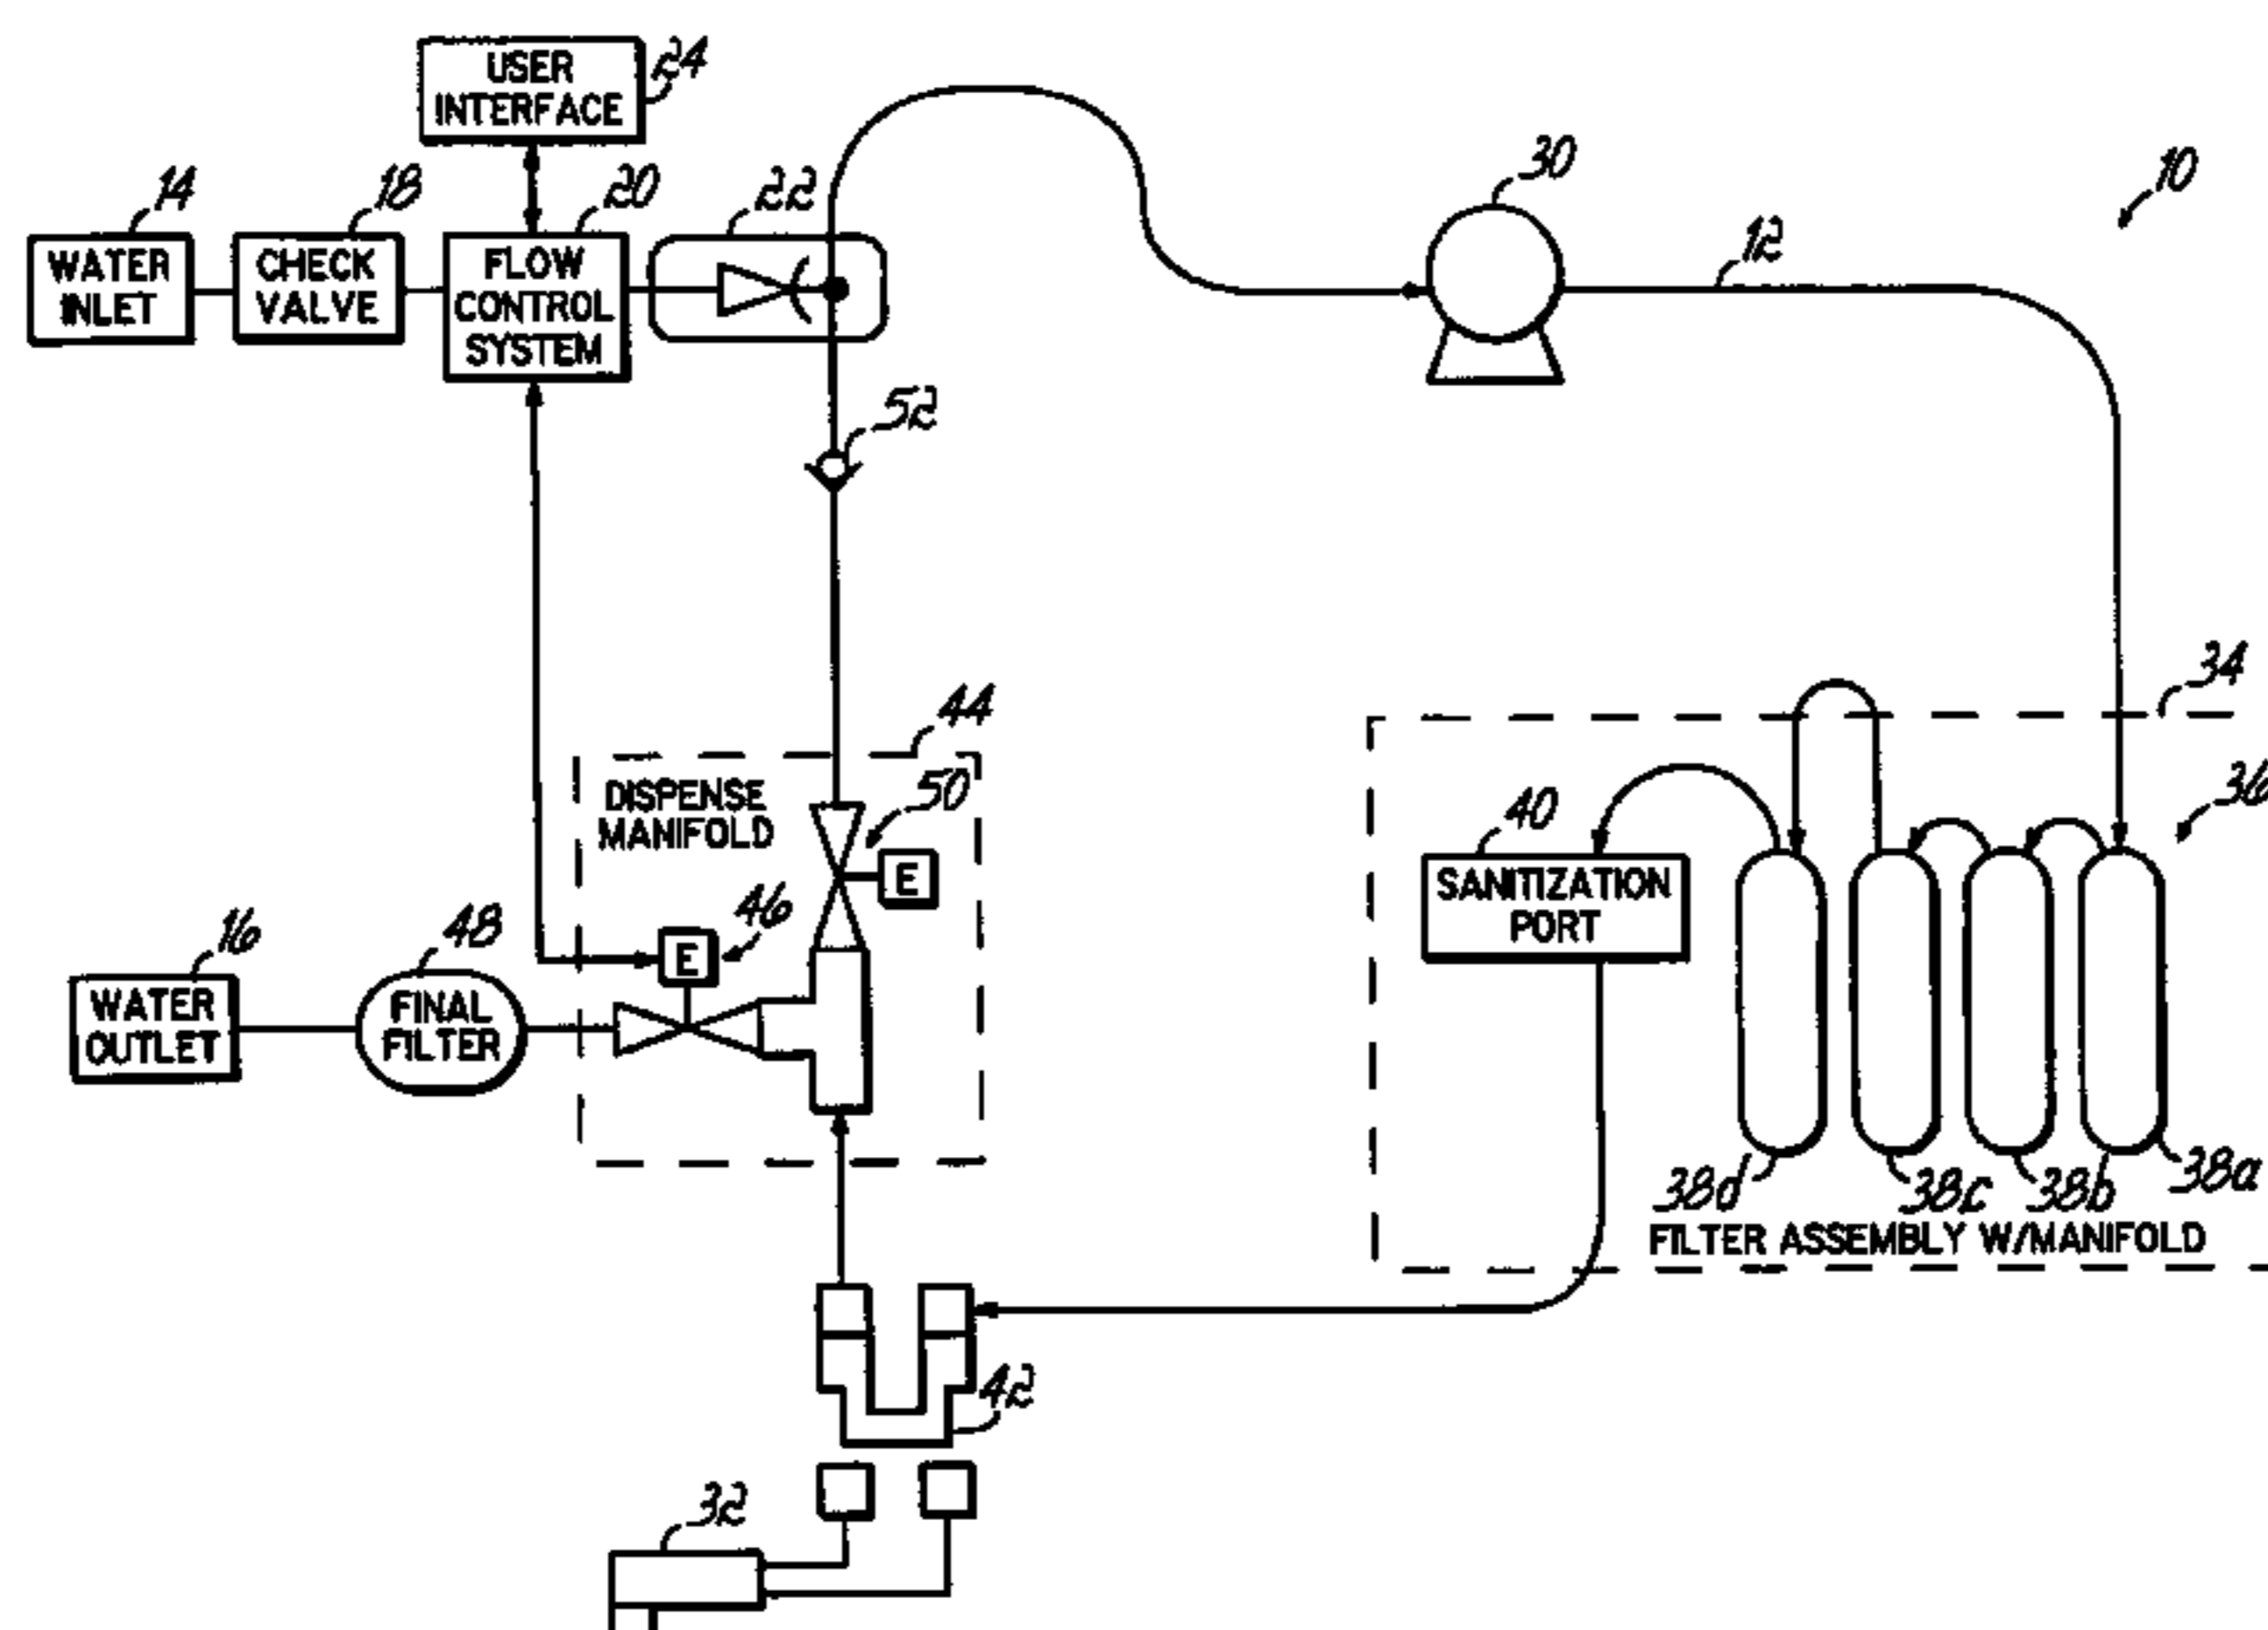 USER
INTERFACE
24
14
18
20
22
30
10
WATER
INLET
CHECK
VALVE
FLOW
CONTROL
SYSTEM
12
52
34
44
DISPENSE
MANIFOLD
50
E
36
40
SANITIZATION
PORT
46
E
16
48
WATER
OUTLET
FINAL
FILTER
38d
38c
38b
38a
FILTER ASSEMBLY W/MANIFOLD
42
32